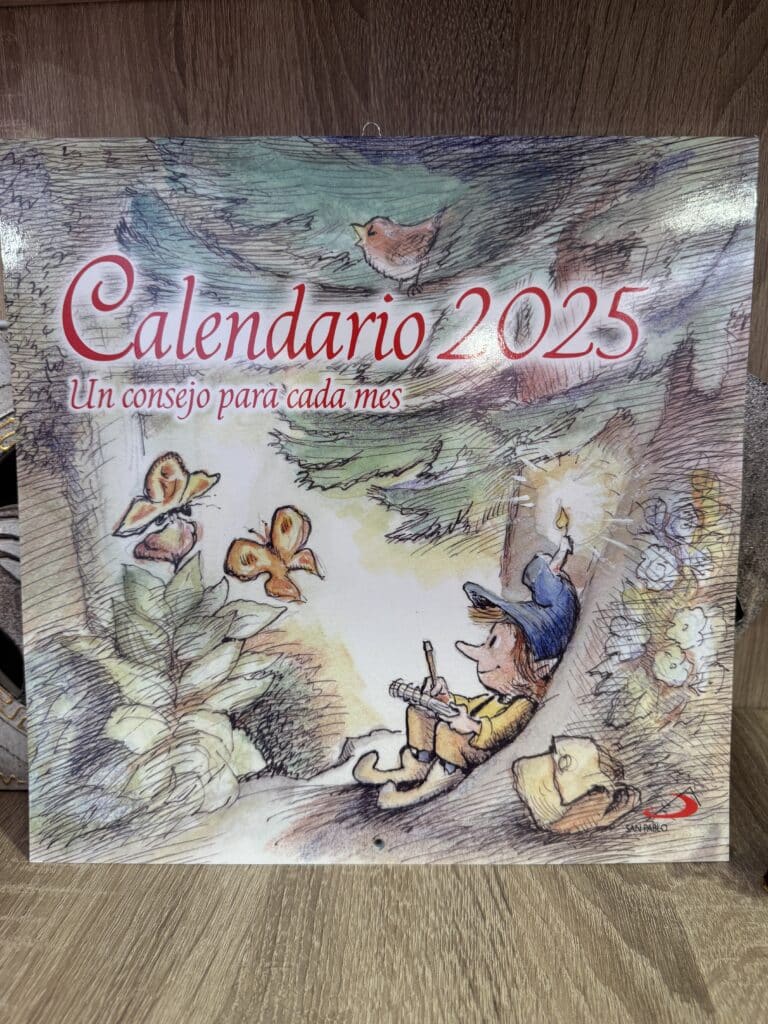 Calendario 2025
Un consejo para cada mes
SAN PABLO